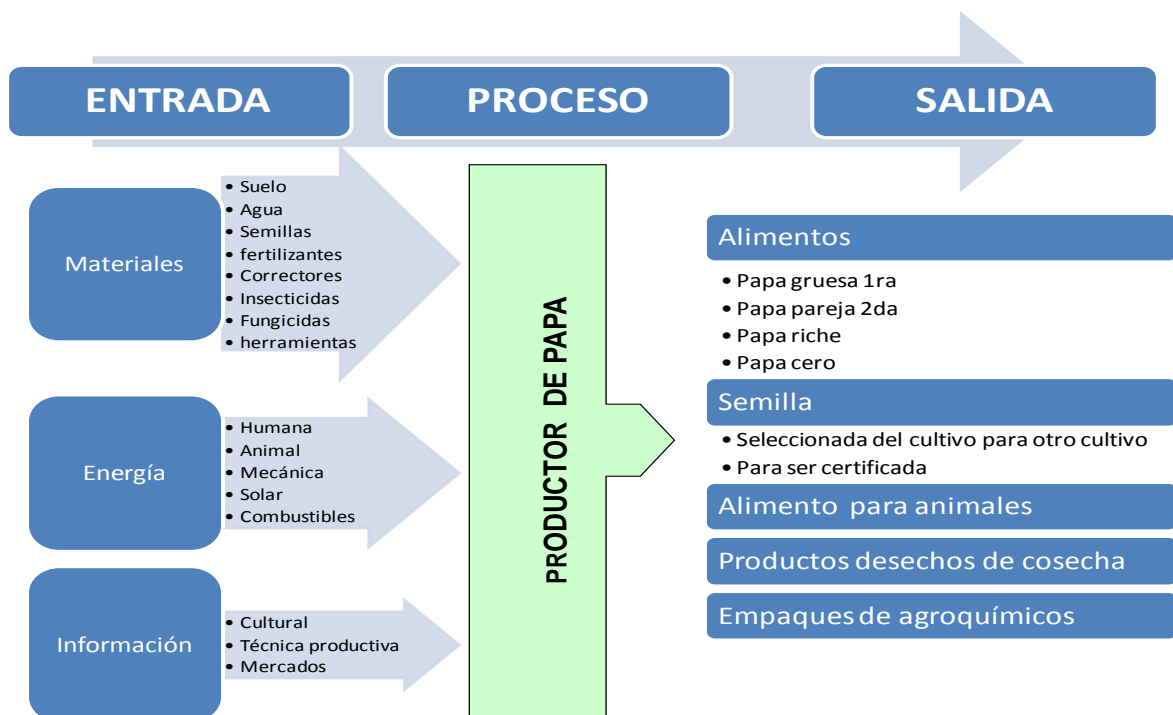 ENTRADA
PROCESO
SALIDA
Materiales
• Suelo
• Agua
• Semillas
• fertilizantes
• Correctores
• Insecticidas
• Fungicidas
• herramientas
Energía
• Humana
• Animal
• Mecánica
• Solar
• Combustibles
Información
• Cultural
• Técnica productiva
• Mercados
PRODUCTOR DE PAPA
Alimentos
• Papa gruesa 1ra
• Papa pareja 2da
• Papa riche
• Papa cero
Semilla
• Seleccionada del cultivo para otro cultivo
• Para ser certificada
Alimento para animales
Productos desechos de cosecha
Empaques de agroquímicos